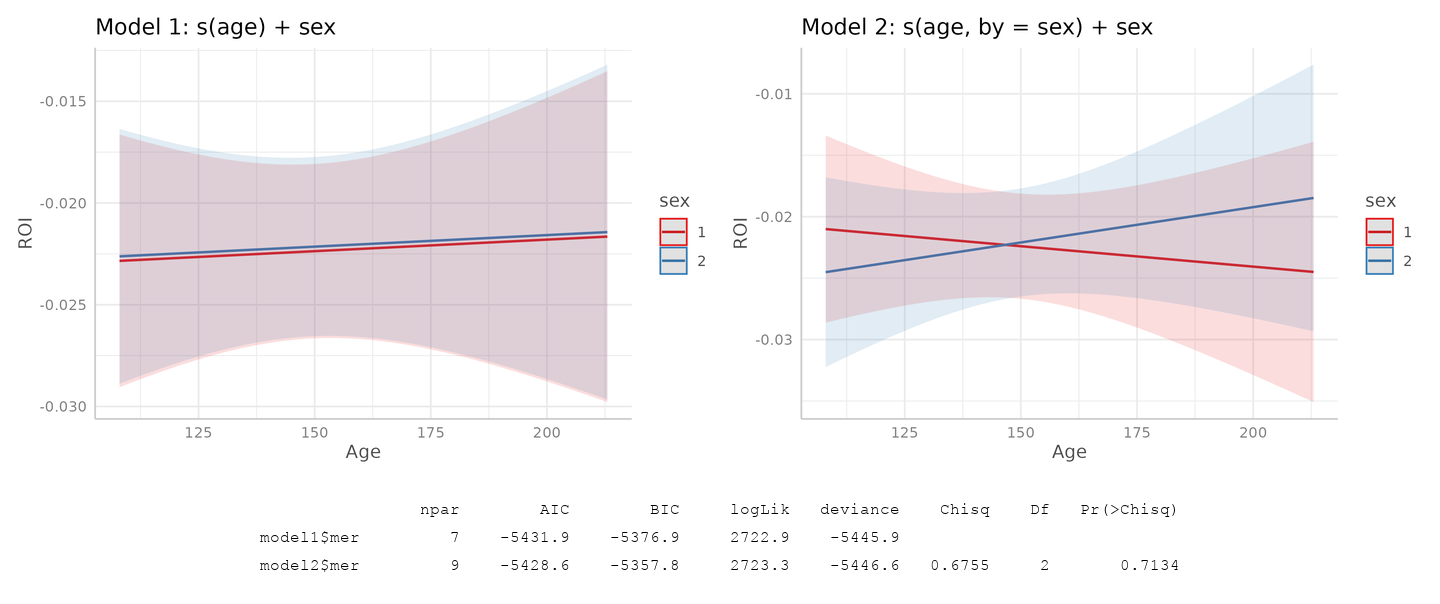 Model 1: s(age) + sex
-0.015
-0.020
-0.025
-0.030
ROI
125 150 175 200
Age
sex
1
2
Model 2: s(age, by = sex) + sex
-0.01
-0.02
-0.03
ROI
125 150 175 200
Age
sex
1
2
npar AIC BIC logLik deviance Chisq Df Pr(>Chisq)
model1$mer 7 -5431.9 -5376.9 2722.9 -5445.9
model2$mer 9 -5428.6 -5357.8 2723.3 -5446.6 0.6755 2 0.7134